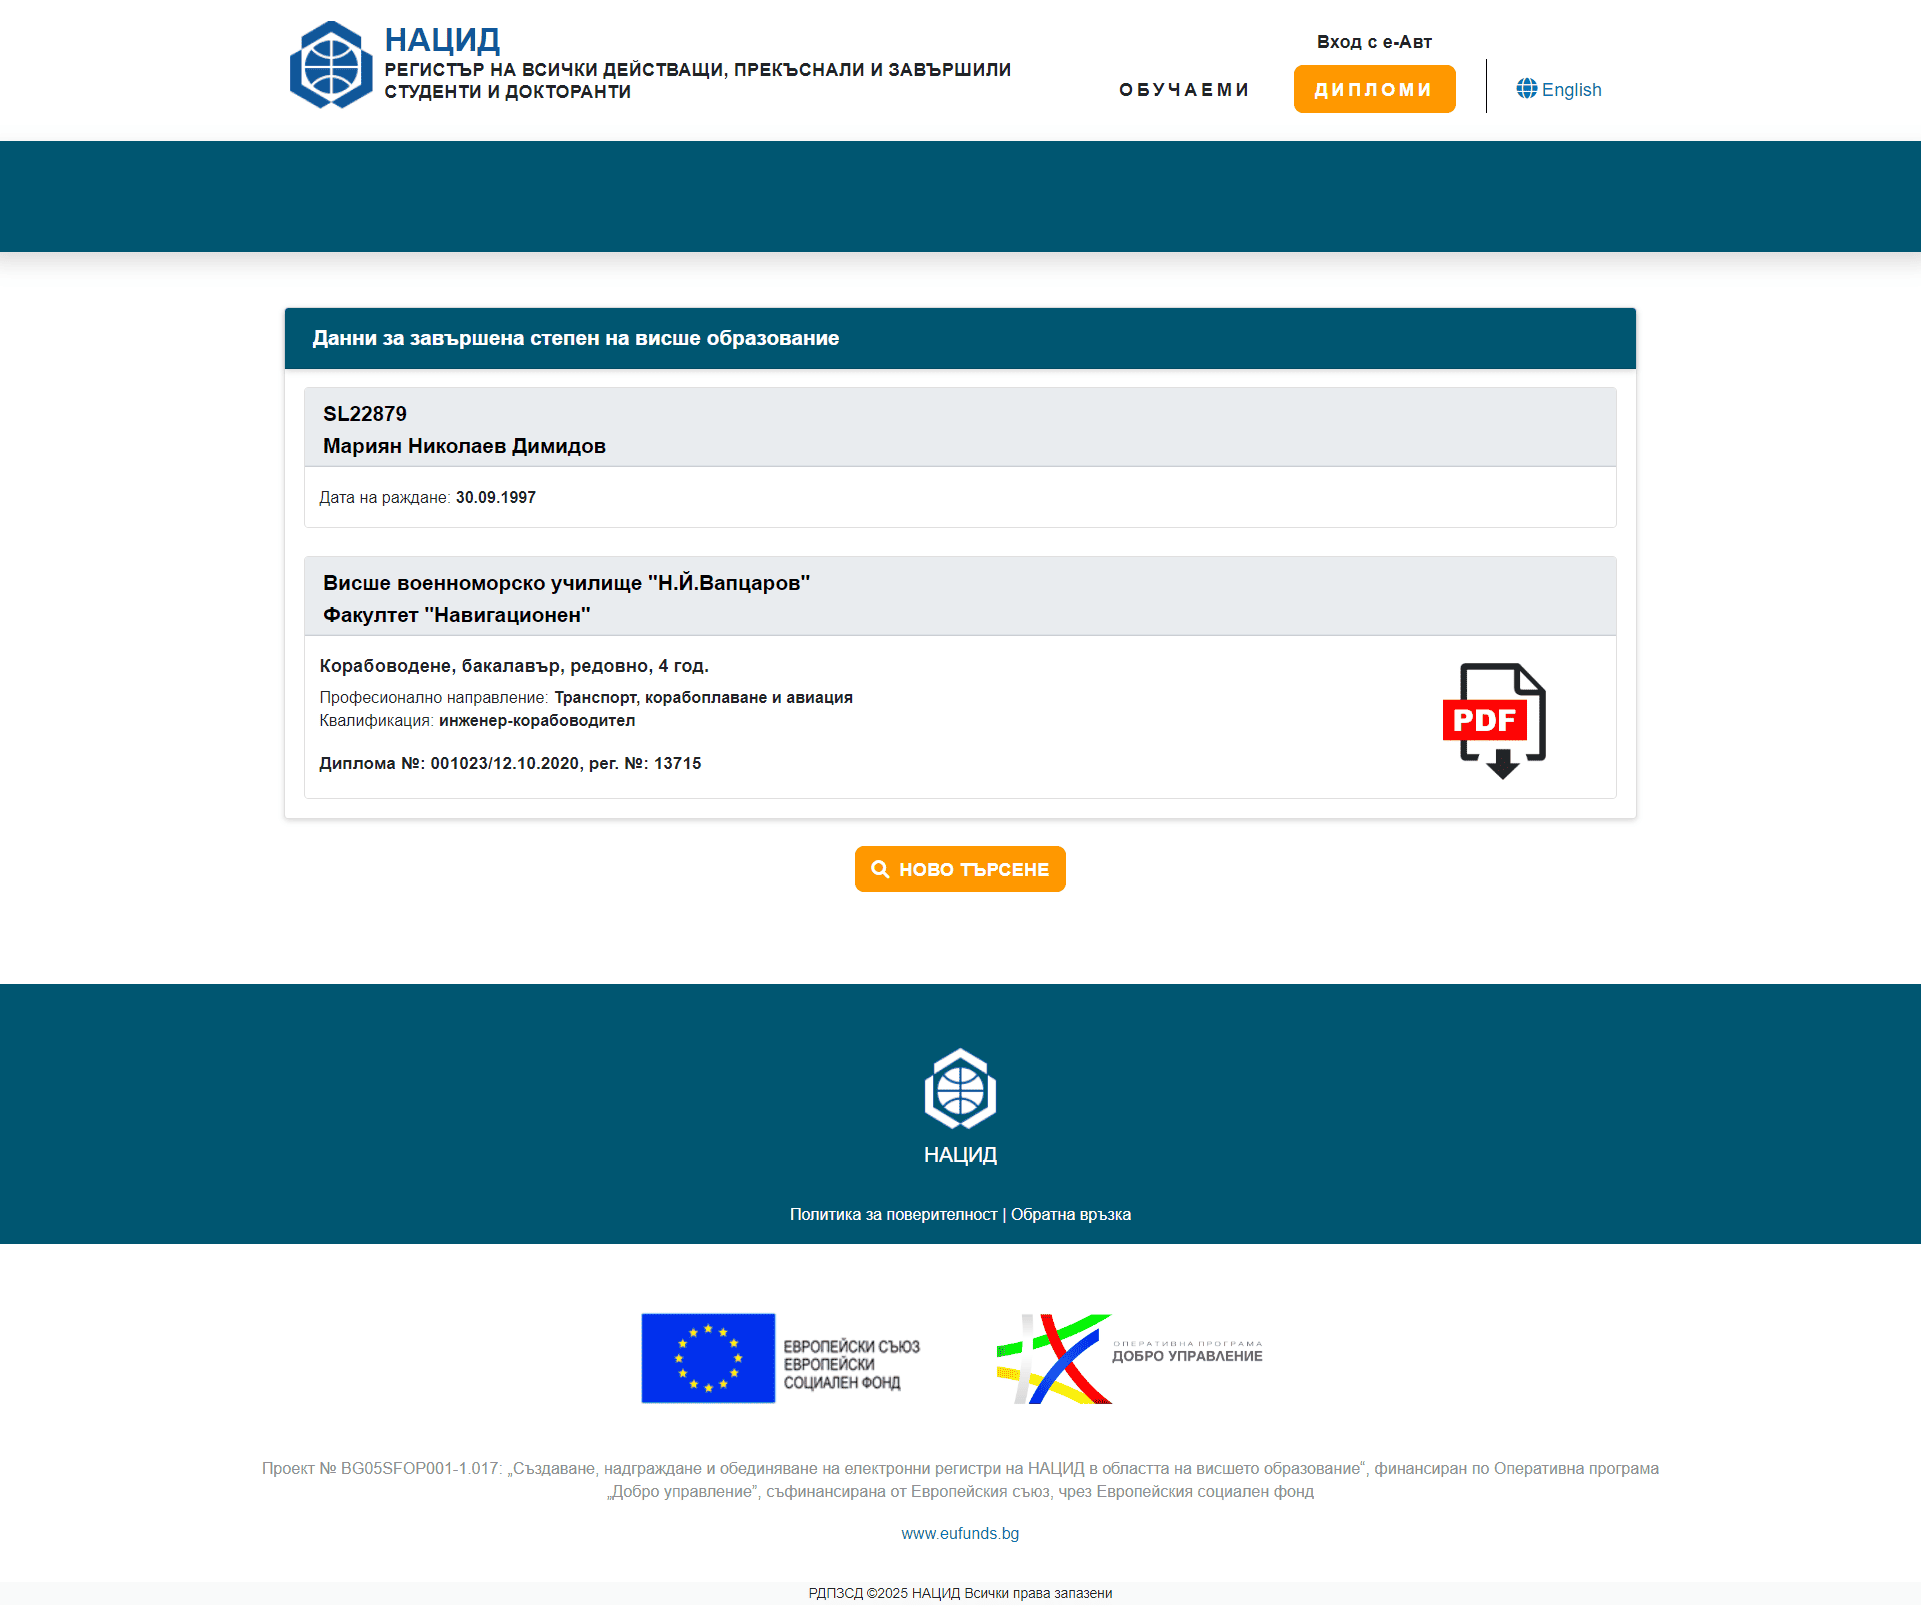 НАЦИД
РЕГИСТЪР НА ВСИЧКИ ДЕЙСТВАЩИ, ПРЕКЪСНАЛИ И ЗАВЪРШИЛИ
СТУДЕНТИ И ДОКТОРАНТИ
Вход с е-Авт
ОБУЧАЕМИ
ДИПЛОМИ
English
Данни за завършена степен на висше образование
SL22879
Мариян Николаев Димидов
Дата на раждане: 30.09.1997
Висше военноморско училище "Н.Й.Вапцаров"
Факултет "Навигационен"
Корабоводене, бакалавър, редовно, 4 год.
Професионално направление: Транспорт, корабоплаване и авиация
Квалификация: инженер-корабоводител
Диплома №: 001023/12.10.2020, рег. №: 13715
PDF
НОВО ТЪРСЕНЕ
НАЦИД
Политика за поверителност | Обратна връзка
ЕВРОПЕЙСКИ СЪЮЗ
ЕВРОПЕЙСКИ
СОЦИАЛЕН ФОНД
ОПЕРАТИВНА ПРОГРАМА
ДОБРО УПРАВЛЕНИЕ
Проект № BG05SFOP001-1.017: „Създаване, надграждане и обединяване на електронни регистри на НАЦИД в областта на висшето образование“, финансиран по Оперативна програма
„Добро управление”, съфинансирана от Европейския съюз, чрез Европейския социален фонд
www.eufunds.bg
РДПЗСД ©2025 НАЦИД Всички права запазени